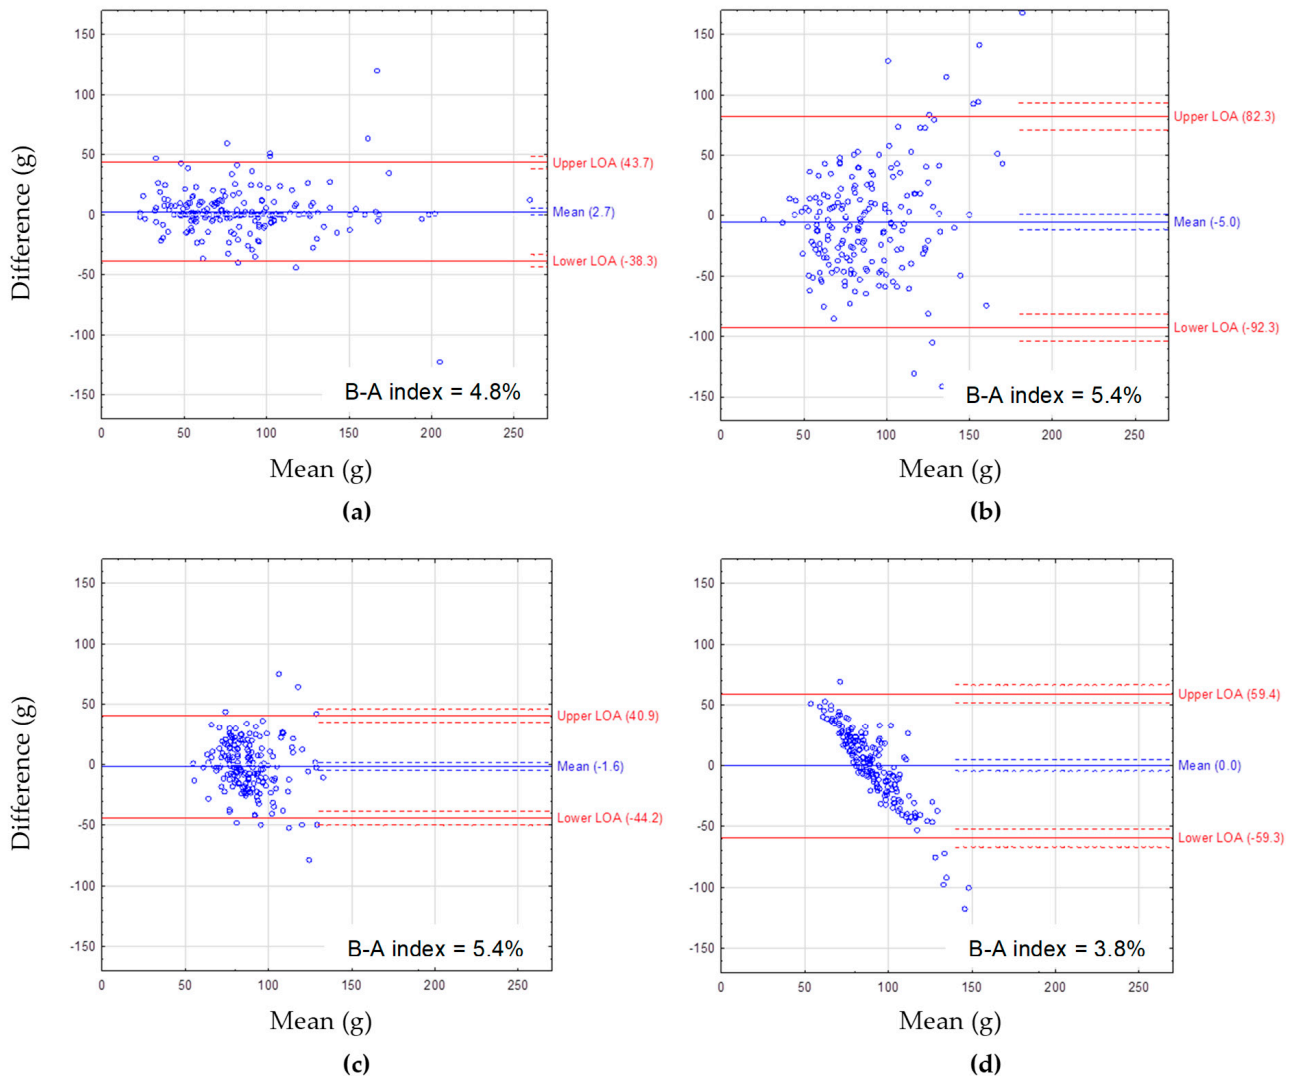 150
100
50
0
-50
-100
-150
Difference (g)
Upper LOA (43.7)
Mean (2.7)
Lower LOA (-38.3)
B-A index = 4.8%
0 50 100 150 200 250
Mean (g)
(a)
150
100
50
0
-50
-100
-150
Upper LOA (82.3)
Mean (-5.0)
Lower LOA (-92.3)
B-A index = 5.4%
0 50 100 150 200 250
Mean (g)
(b)
150
100
50
0
-50
-100
-150
Difference (g)
Upper LOA (40.9)
Mean (-1.6)
Lower LOA (-44.2)
B-A index = 5.4%
0 50 100 150 200 250
Mean (g)
(c)
150
100
50
0
-50
-100
-150
Upper LOA (59.4)
Mean (0.0)
Lower LOA (-59.3)
B-A index = 3.8%
0 50 100 150 200 250
Mean (g)
(d)